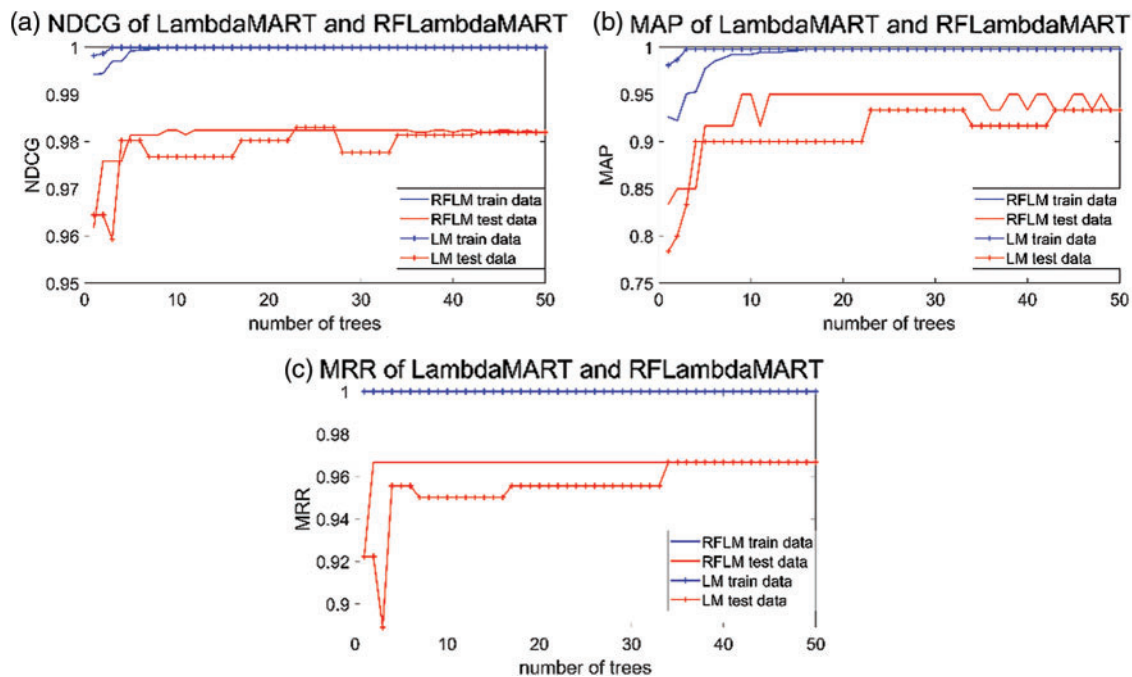 (a) NDCG of LambdaMART and RFLambdaMART
1
0.99
0.98
0.97
0.96
0.95
NDCG
RFLM train data
RFLM test data
LM train data
LM test data
0 10 20 30 40 50
number of trees
(b) MAP of LambdaMART and RFLambdaMART
1
0.95
0.9
0.85
0.8
0.75
MAP
RFLM train data
RFLM test data
LM train data
LM test data
0 10 20 30 40 50
number of trees
(c) MRR of LambdaMART and RFLambdaMART
1
0.98
0.96
0.94
0.92
0.9
MRR
RFLM train data
RFLM test data
LM train data
LM test data
0 10 20 30 40 50
number of trees